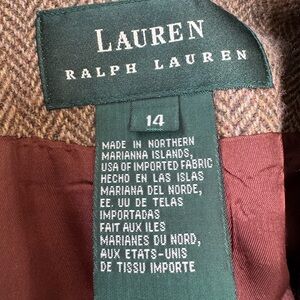 LAUREN
RALPH LAUREN
14
MADE IN NORTHERN
MARIANNA ISLANDS,
USA OF IMPORTED FABRIC
HECHO EN LAS ISLAS
MARIANA DEL NORDE,
EE. UU DE TELAS
IMPORTADAS
FAIT AUX ILES
MARIANES DU NORD,
AUX ETATS-UNIS
DE TISSU IMPORTE